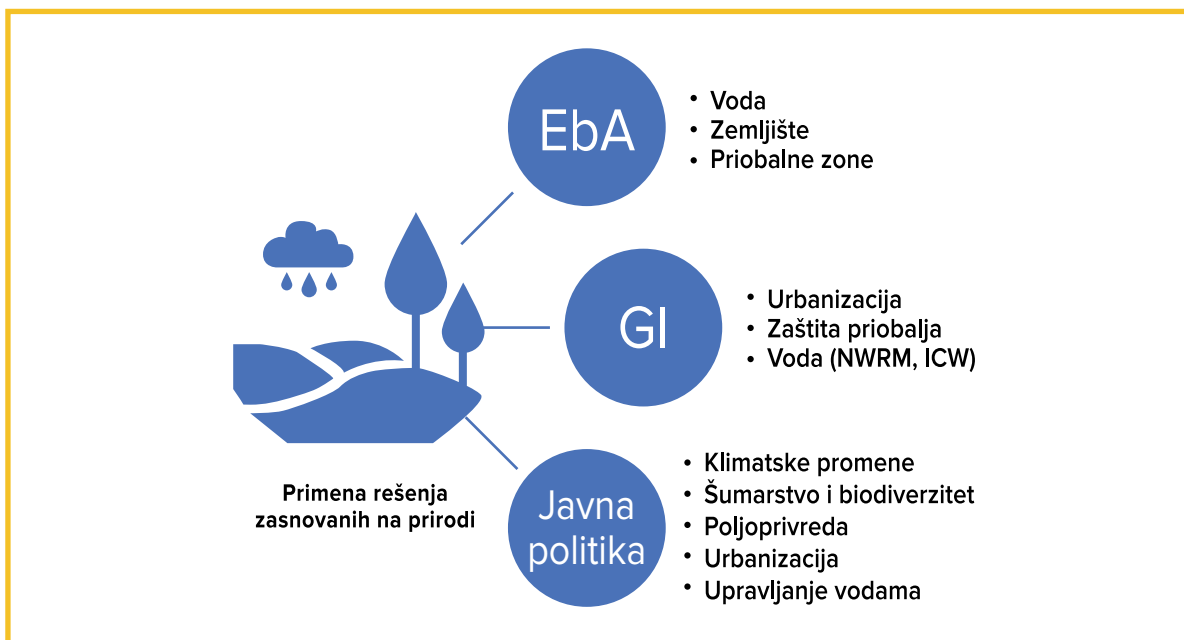 EbA
• Voda
• Zemljište
• Priobalne zone
GI
• Urbanizacija
• Zaštita priobalja
• Voda (NWRM, ICW)
Primena rešenja
zasnovanih na prirodi
Javna
politika
• Klimatske promene
• Šumarstvo i biodiverzitet
• Poljoprivreda
• Urbanizacija
• Upravljanje vodama